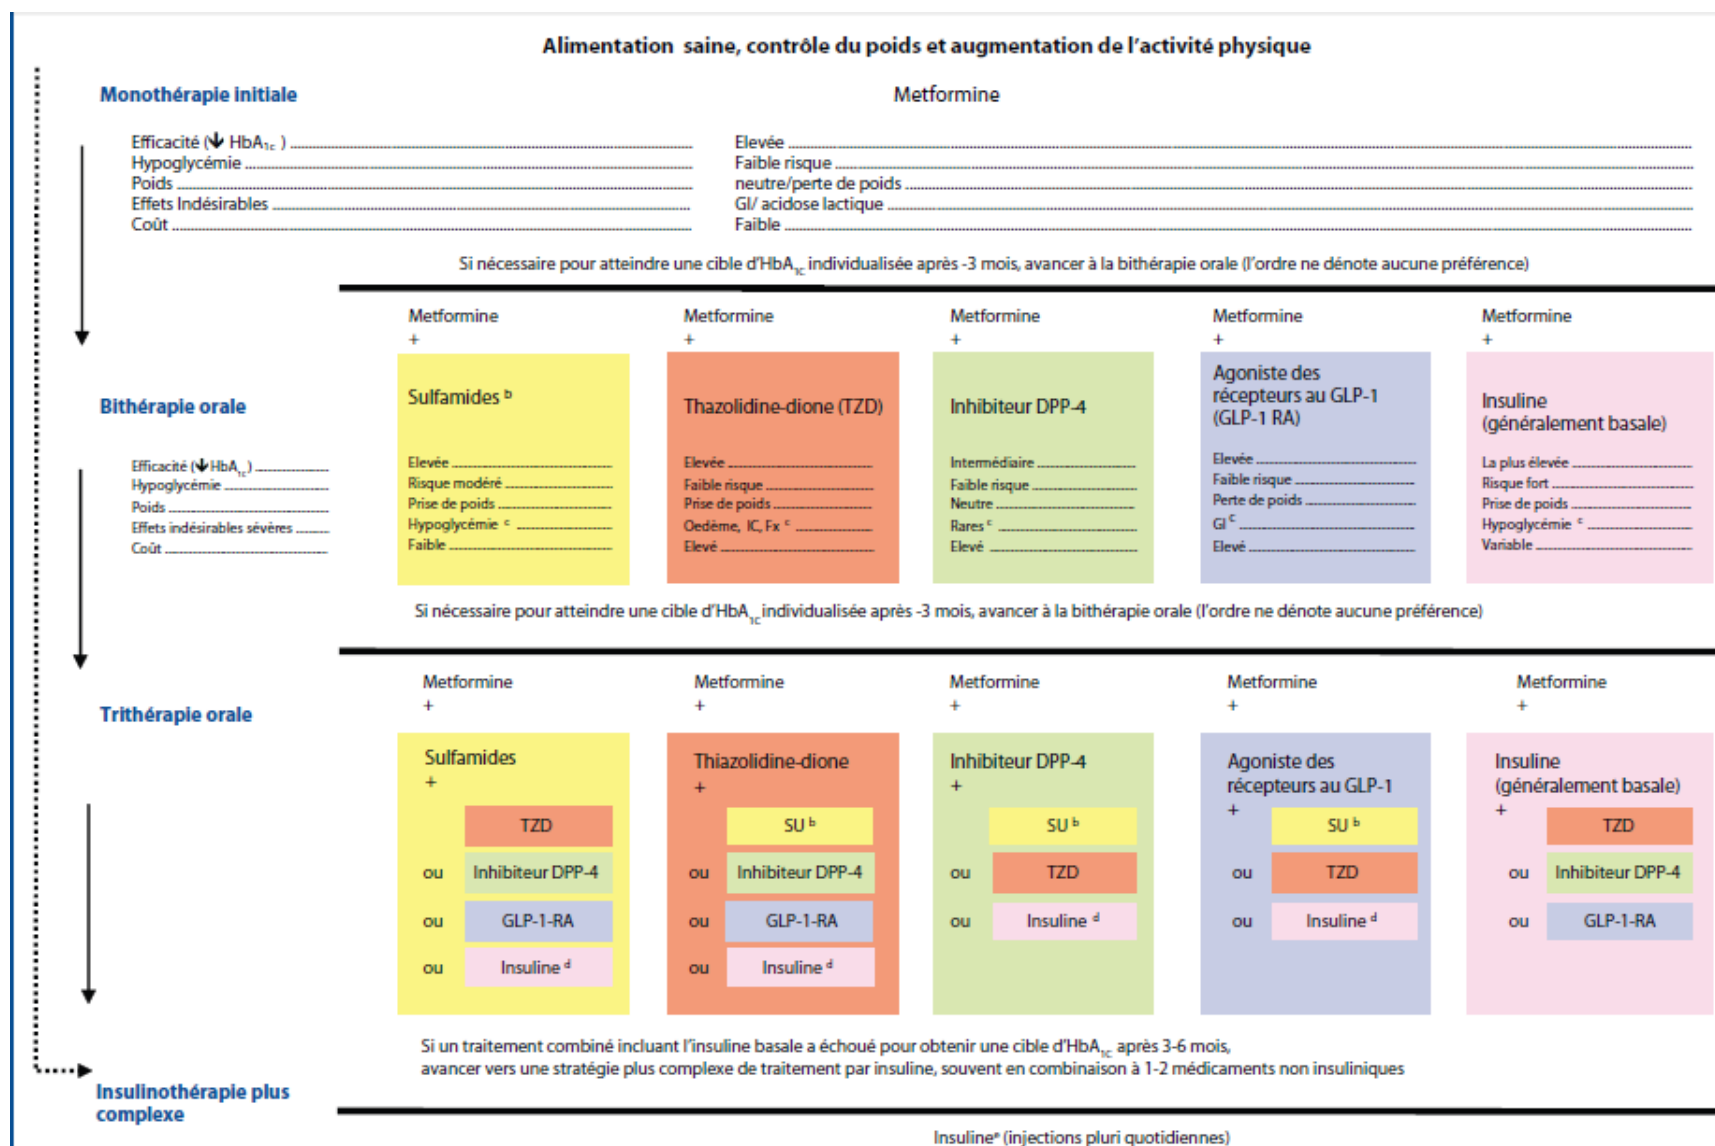 Alimentation saine, contrôle du poids et augmentation de l'activité physique
Monothérapie initiale
Metformine
Efficacité (↓ HbA1c ) Elevée
Hypoglycémie Faible risque
Poids neutre/perte de poids
Effets Indésirables GI/ acidose lactique
Coût Faible
Si nécessaire pour atteindre une cible d'HbA1C individualisée après -3 mois, avancer à la bithérapie orale (l'ordre ne dénote aucune préférence)
Bithérapie orale
Efficacité (↓HbA1c)
Hypoglycémie
Poids
Effets indésirables sévères
Coût
Metformine
+
Sulfamides b
Elevée
Risque modéré
Prise de poids
Hypoglycémie c
Faible
Metformine
+
Thazolidine-dione (TZD)
Elevée
Faible risque
Prise de poids
Oedème, IC, Fx c
Elevé
Metformine
+
Inhibiteur DPP-4
Intermédiaire
Faible risque
Neutre
Rares c
Elevé
Metformine
+
Agoniste des
récepteurs au GLP-1
(GLP-1 RA)
Elevée
Faible risque
Perte de poids
GI c
Elevé
Metformine
+
Insuline
(généralement basale)
La plus élevée
Risque fort
Prise de poids
Hypoglycémie c
Variable
Si nécessaire pour atteindre une cible d'HbA1C individualisée après -3 mois, avancer à la bithérapie orale (l'ordre ne dénote aucune préférence)
Trithérapie orale
Metformine
+
Sulfamides
+
TZD
ou Inhibiteur DPP-4
ou GLP-1-RA
ou Insuline d
Metformine
+
Thiazolidine-dione
+
SU b
ou Inhibiteur DPP-4
ou GLP-1-RA
ou Insuline d
Metformine
+
Inhibiteur DPP-4
+
SU b
ou TZD
ou Insuline d
Metformine
+
Agoniste des
récepteurs au GLP-1
+
SU b
ou TZD
ou Insuline d
Metformine
+
Insuline
(généralement basale)
+
TZD
ou Inhibiteur DPP-4
ou GLP-1-RA
Si un traitement combiné incluant l'insuline basale a échoué pour obtenir une cible d'HbA1c après 3-6 mois,
avancer vers une stratégie plus complexe de traitement par insuline, souvent en combinaison à 1-2 médicaments non insuliniques
Insulinothérapie plus
complexe
Insuline e (injections pluri quotidiennes)